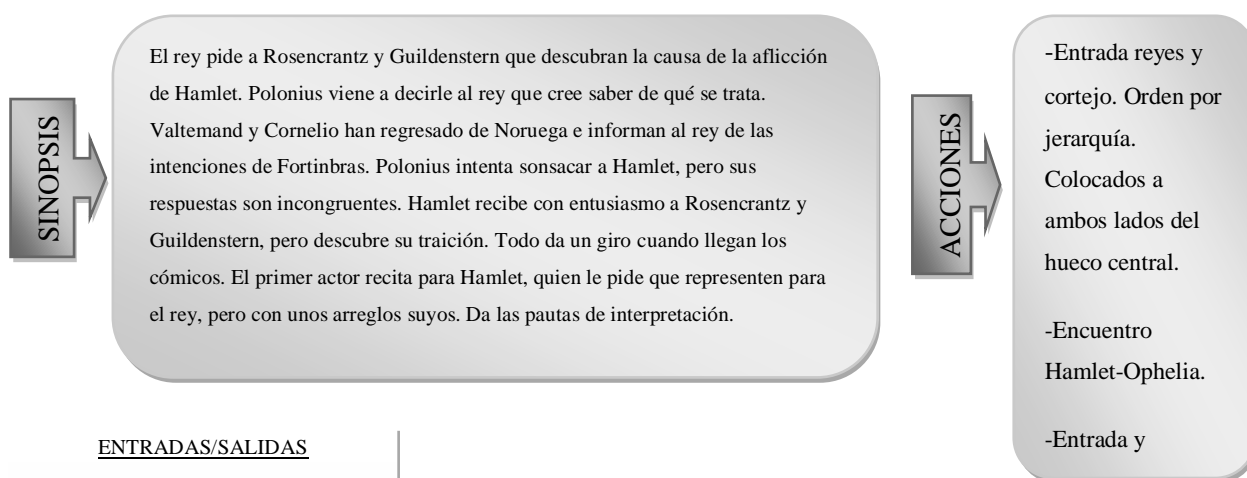 SINOPSIS
El rey pide a Rosencrantz y Guildenstern que descubran la causa de la aflicción
de Hamlet. Polonius viene a decirle al rey que cree saber de qué se trata.
Valtemand y Cornelio han regresado de Noruega e informan al rey de las
intenciones de Fortinbras. Polonius intenta sonsacar a Hamlet, pero sus
respuestas son incongruentes. Hamlet recibe con entusiasmo a Rosencrantz y
Guildenstern, pero descubre su traición. Todo da un giro cuando llegan los
cómicos. El primer actor recita para Hamlet, quien le pide que representen para
el rey, pero con unos arreglos suyos. Da las pautas de interpretación.
ACCIONES
-Entrada reyes y
cortejo. Orden por
jerarquía.
Colocados a
ambos lados del
hueco central.
-Encuentro
Hamlet-Ophelia.
-Entrada y
ENTRADAS/SALIDAS